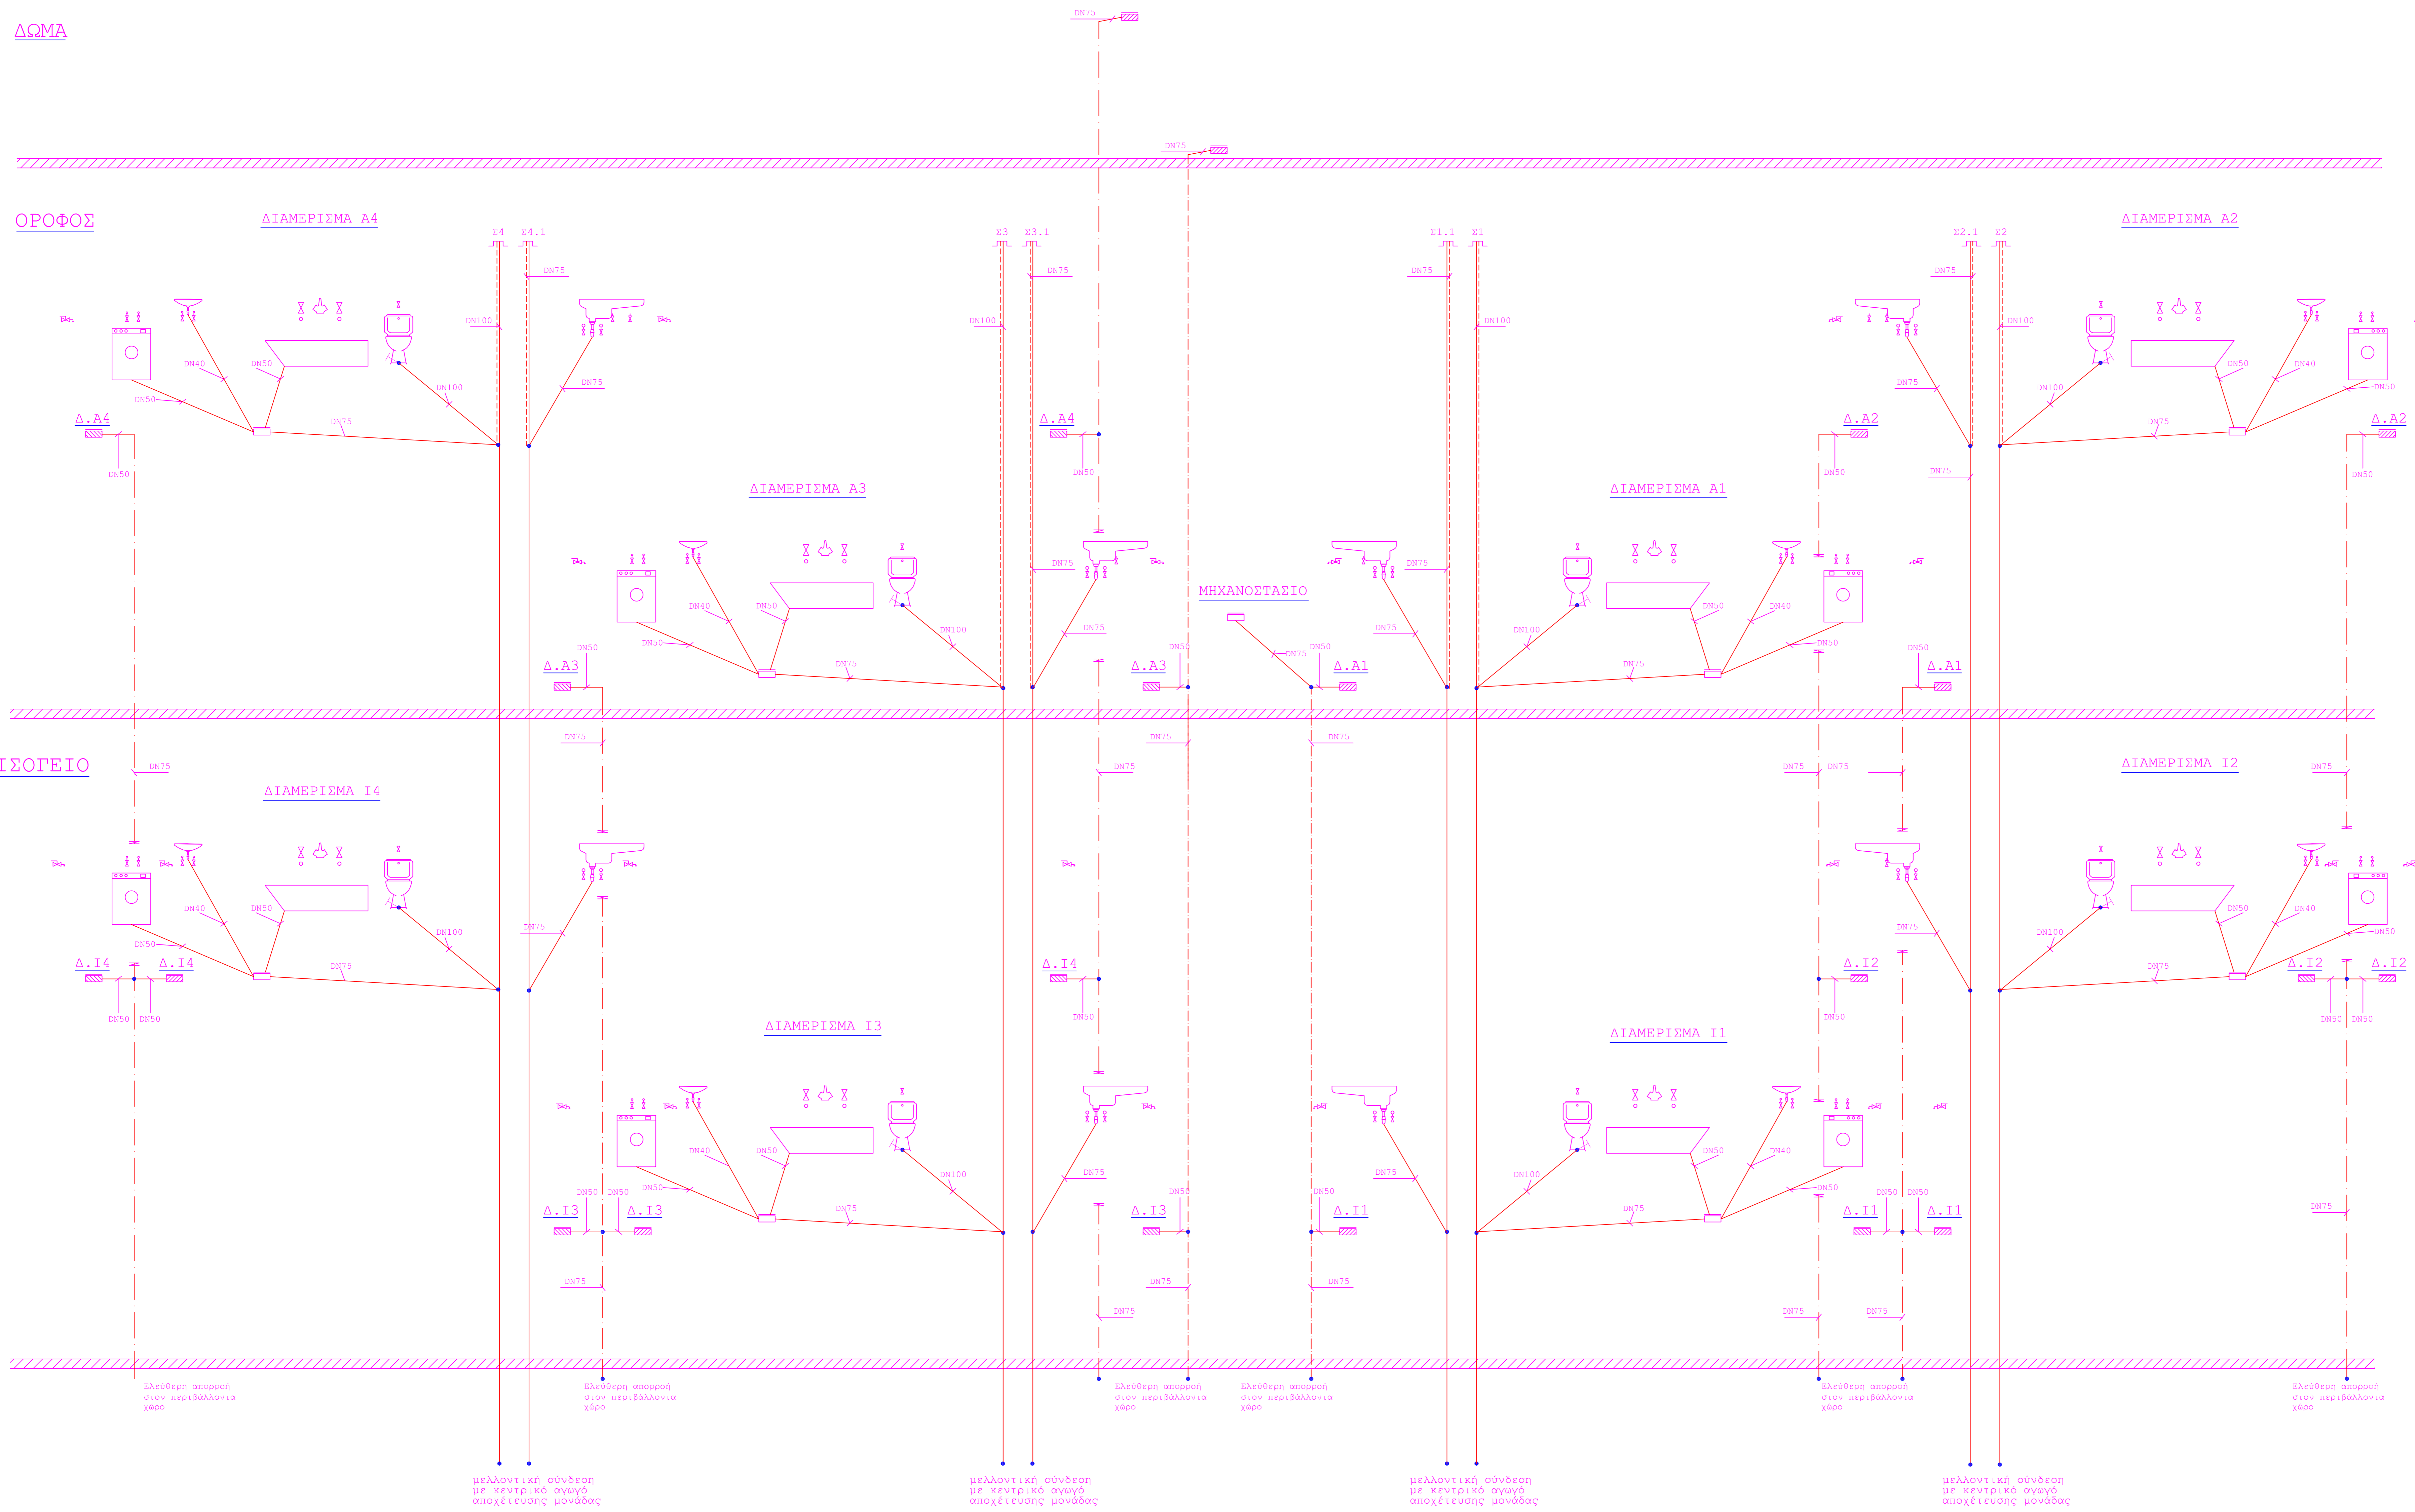 DN75
ΔΩΜΑ
DN75
ΟΡΟΦΟΣ
ΔΙΑΜΕΡΙΣΜΑ Α4
ΔΙΑΜΕΡΙΣΜΑ Α2
Σ4 Σ4.1 Σ3 Σ3.1 Σ1.1 Σ1 Σ2.1 Σ2
DN75 DN75 DN75 DN75
DN100 DN100 DN100 DN100
DN40 DN50 DN50 DN40
DN75 DN75
DN50 DN100 DN100 DN50
Δ.Α4 DN75 Δ.Α4 Δ.Α2 DN75 Δ.Α2
DN50 DN50 DN50 DN75 DN50
ΔΙΑΜΕΡΙΣΜΑ Α3 ΔΙΑΜΕΡΙΣΜΑ Α1
DN75 DN75
ΜΗΧΑΝΟΣΤΑΣΙΟ
DN40 DN50 DN50 DN40
DN100 DN75 DN75 DN100
DN50 DN50 DN50 DN75 DN50 DN50 DN50
Δ.Α3 DN75 Δ.Α3 Δ.Α1 DN75 Δ.Α1
DN75 DN75 DN75
ΙΣΟΓΕΙΟ
DN75 DN75 DN75 DN75 DN75
ΔΙΑΜΕΡΙΣΜΑ Ι4
ΔΙΑΜΕΡΙΣΜΑ Ι2
DN40 DN50 DN50 DN40
DN75 DN75
DN50 DN100 DN100 DN50
Δ.Ι4 Δ.Ι4 DN75 Δ.Ι4 Δ.Ι2 DN75 Δ.Ι2 Δ.Ι2
DN50 DN50 DN50 DN50 DN50 DN50
ΔΙΑΜΕΡΙΣΜΑ Ι3 ΔΙΑΜΕΡΙΣΜΑ Ι1
DN40 DN50 DN50 DN40
DN100 DN75 DN75 DN100
DN50 DN50 DN50 DN50 DN50 DN50 DN50 DN50
Δ.Ι3 Δ.Ι3 DN75 Δ.Ι3 Δ.Ι1 DN75 Δ.Ι1 Δ.Ι1
DN75
DN75 DN75 DN75
DN75 DN75 DN75
Ελεύθερη απορροή
στον περιβάλλοντα
χώρο
Ελεύθερη απορροή
στον περιβάλλοντα
χώρο
Ελεύθερη απορροή
στον περιβάλλοντα
χώρο
Ελεύθερη απορροή
στον περιβάλλοντα
χώρο
Ελεύθερη απορροή
στον περιβάλλοντα
χώρο
Ελεύθερη απορροή
στον περιβάλλοντα
χώρο
μελλοντική σύνδεση
με κεντρικό αγωγό
αποχέτευσης μονάδας
μελλοντική σύνδεση
με κεντρικό αγωγό
αποχέτευσης μονάδας
μελλοντική σύνδεση
με κεντρικό αγωγό
αποχέτευσης μονάδας
μελλοντική σύνδεση
με κεντρικό αγωγό
αποχέτευσης μονάδας